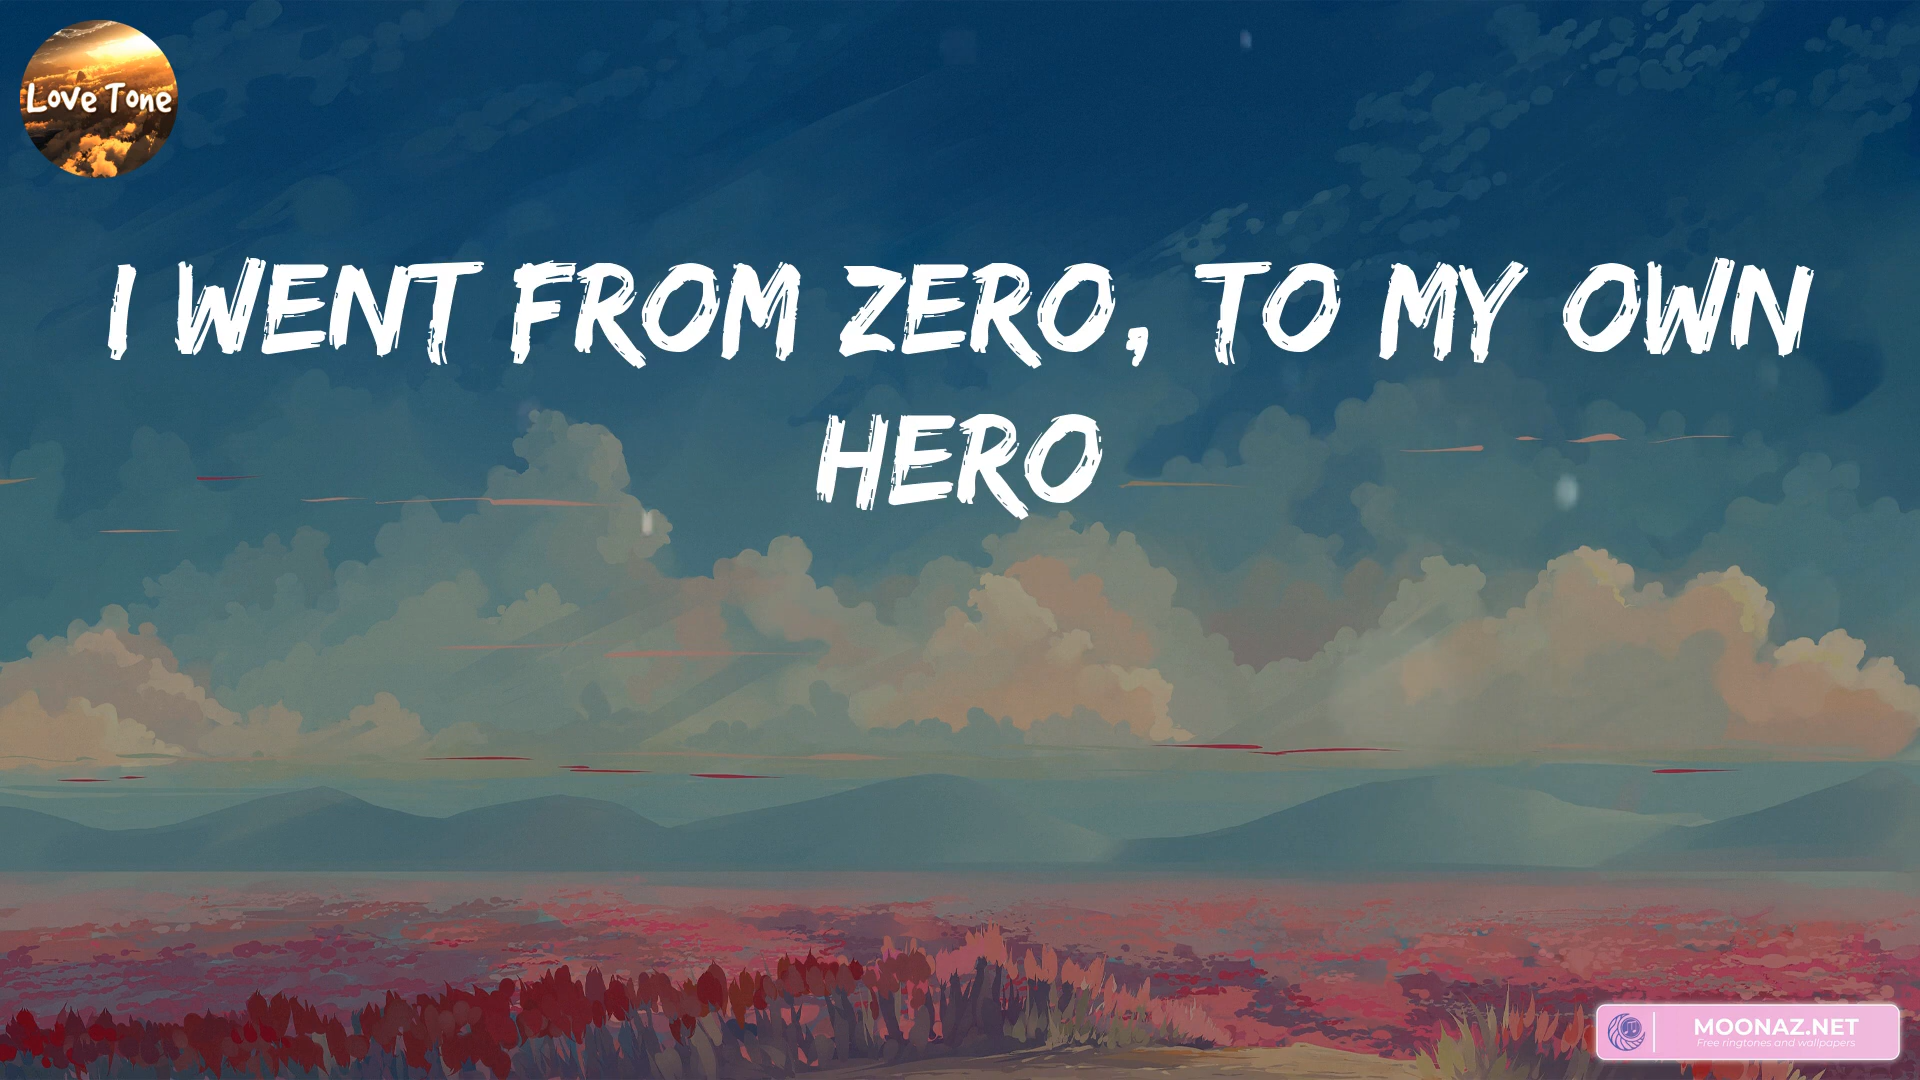 Love Tone
I WENT FROM ZERO, TO MY OWN
HERO
MOONAZ.NET
Free ringtones and wallpapers